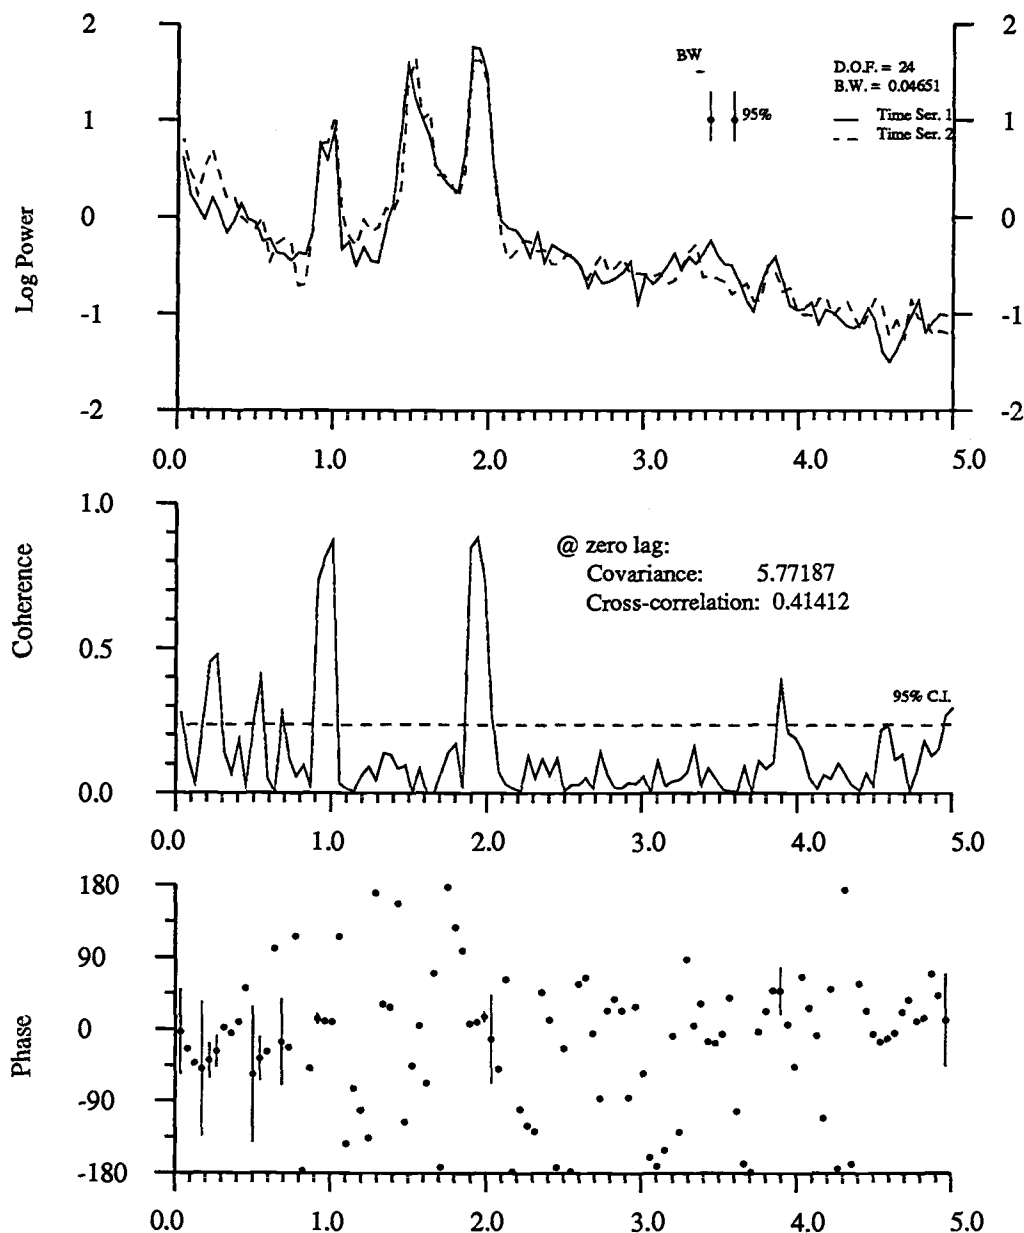 2
1
0
-1
-2
Log Power
2
1
0
-1
-2
BW
95%
D.O.F. = 24
B.W. = 0.04651
Time Ser. 1
Time Ser. 2
0.0 1.0 2.0 3.0 4.0 5.0
1.0
0.5
0.0
Coherence
@ zero lag:
Covariance: 5.77187
Cross-correlation: 0.41412
95% C.I.
0.0 1.0 2.0 3.0 4.0 5.0
180
90
0
-90
-180
Phase
0.0 1.0 2.0 3.0 4.0 5.0